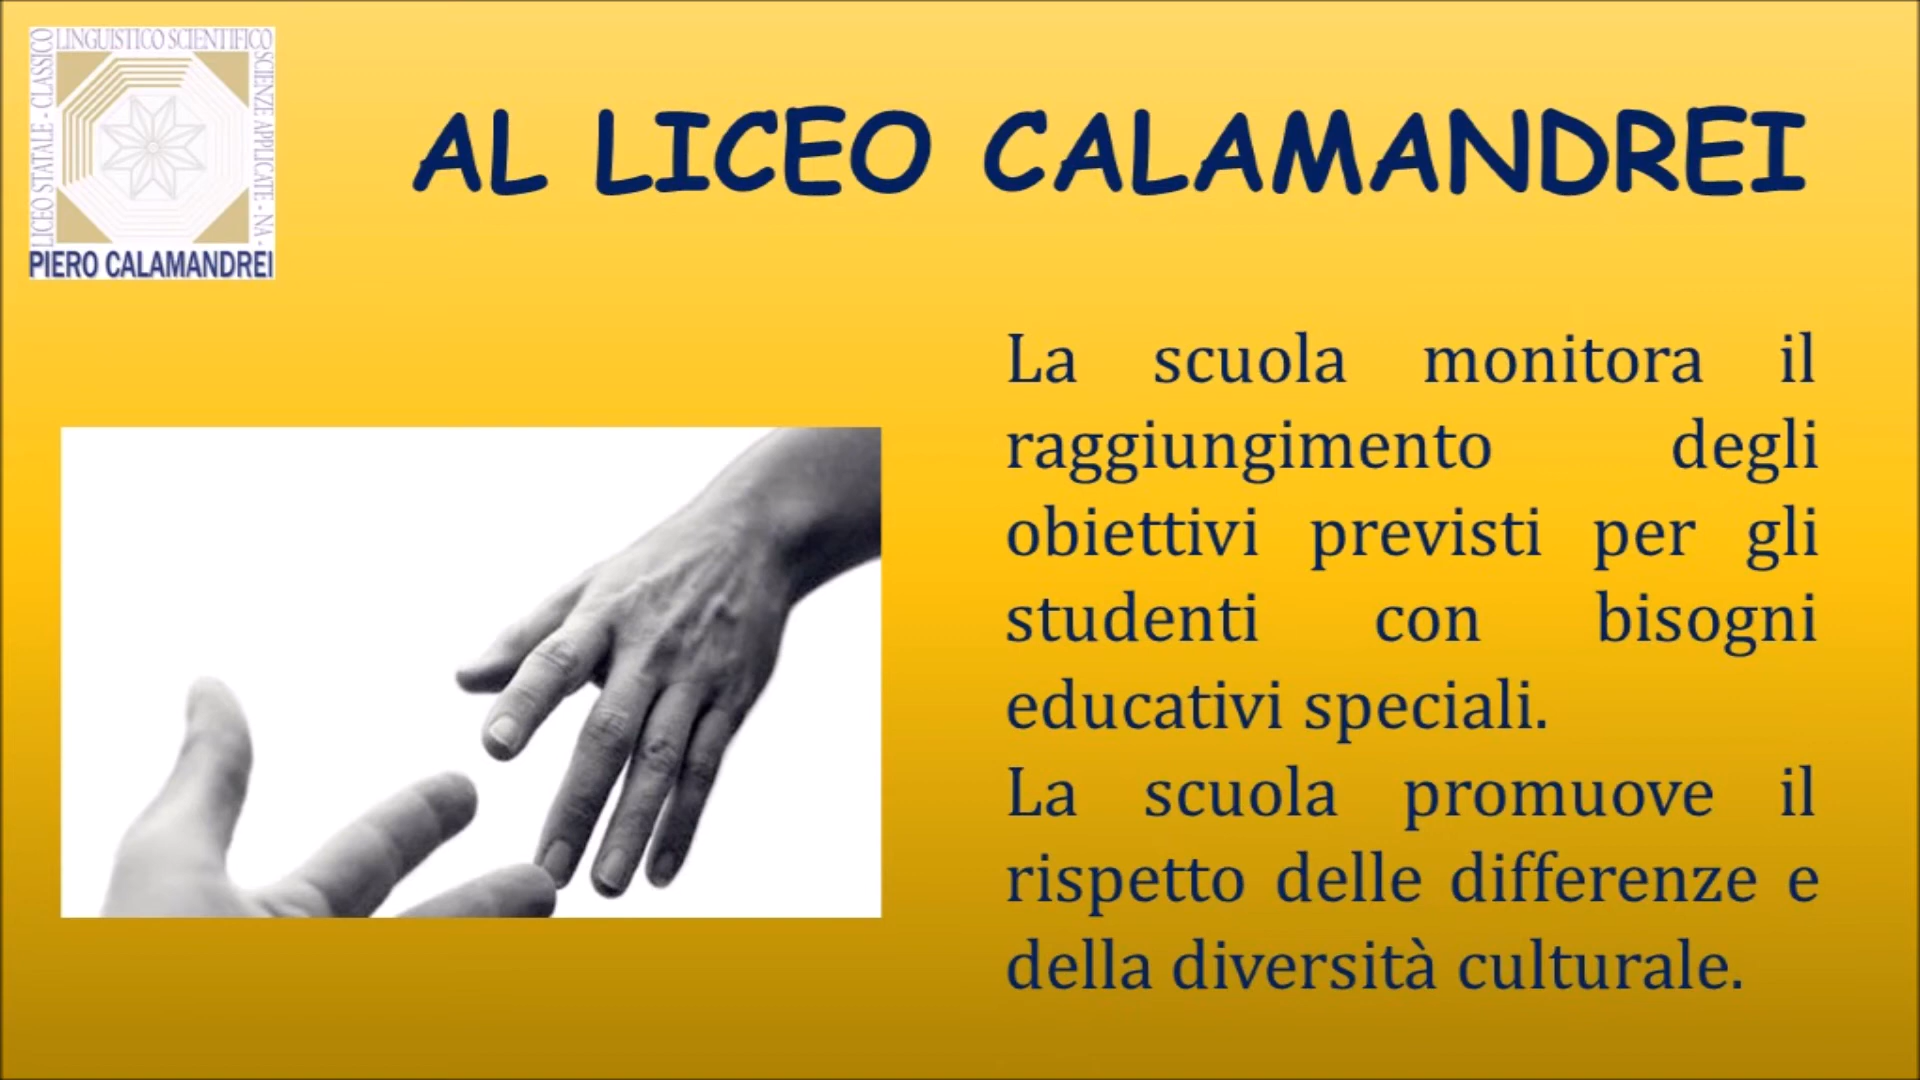 LICEO STATALE - CLASSICO
LINGUISTICO SCIENTIFICO
SCIENZE APPLICATE - NA -
PIERO CALAMANDREI
AL LICEO CALAMANDREI
La scuola monitora il
raggiungimento degli
obiettivi previsti per gli
studenti con bisogni
educativi speciali.
La scuola promuove il
rispetto delle differenze e
della diversità culturale.